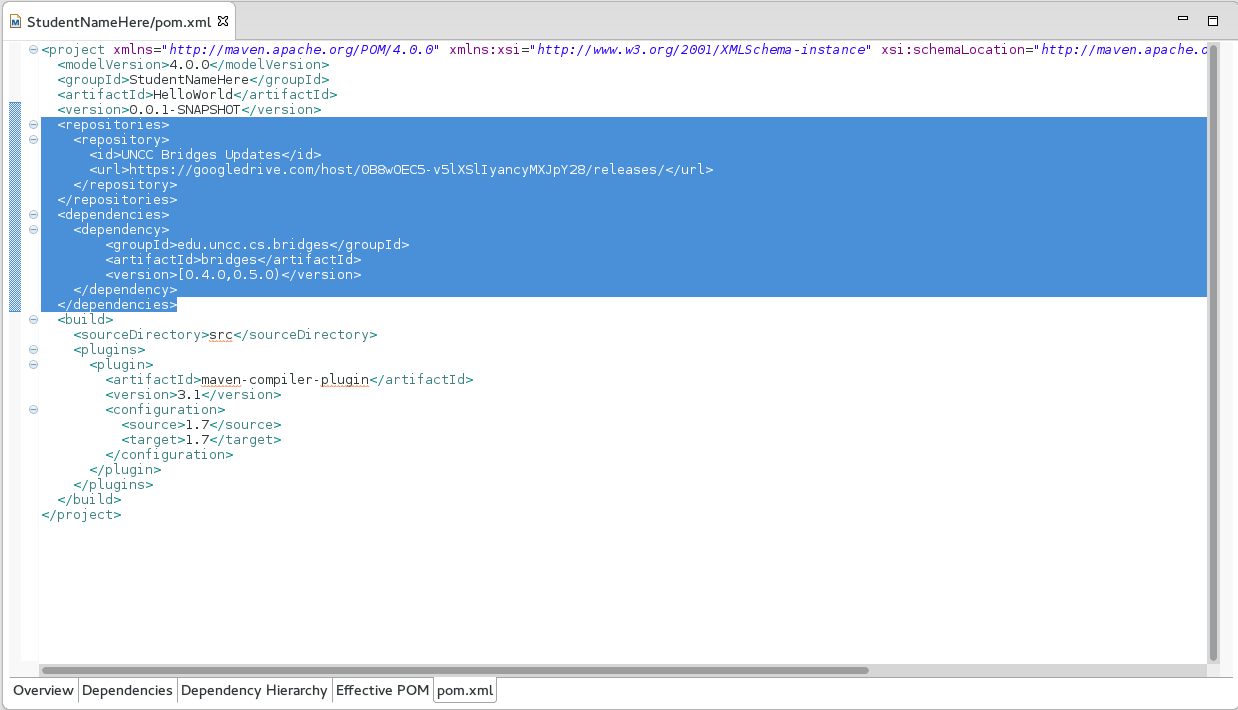 StudentNameHere/pom.xml
<project xmlns="http://maven.apache.org/POM/4.0.0" xmlns:xsi="http://www.w3.org/2001/XMLSchema-instance" xsi:schemaLocation="http://maven.apache.o
<modelVersion>4.0.0</modelVersion>
<groupId>StudentNameHere</groupId>
<artifactId>HelloWorld</artifactId>
<version>0.0.1-SNAPSHOT</version>
<repositories>
<repository>
<id>UNCC Bridges Updates</id>
<url>https://googledrive.com/host/0B8wOEC5-v5lXSlIyancyMXJpY28/releases/</url>
</repository>
</repositories>
<dependencies>
<dependency>
<groupId>edu.uncc.cs.bridges</groupId>
<artifactId>bridges</artifactId>
<version>[0.4.0,0.5.0)</version>
</dependency>
</dependencies>
<build>
<sourceDirectory>src</sourceDirectory>
<plugins>
<plugin>
<artifactId>maven-compiler-plugin</artifactId>
<version>3.1</version>
<configuration>
<source>1.7</source>
<target>1.7</target>
</configuration>
</plugin>
</plugins>
</build>
</project>
Overview Dependencies Dependency Hierarchy Effective POM pom.xml